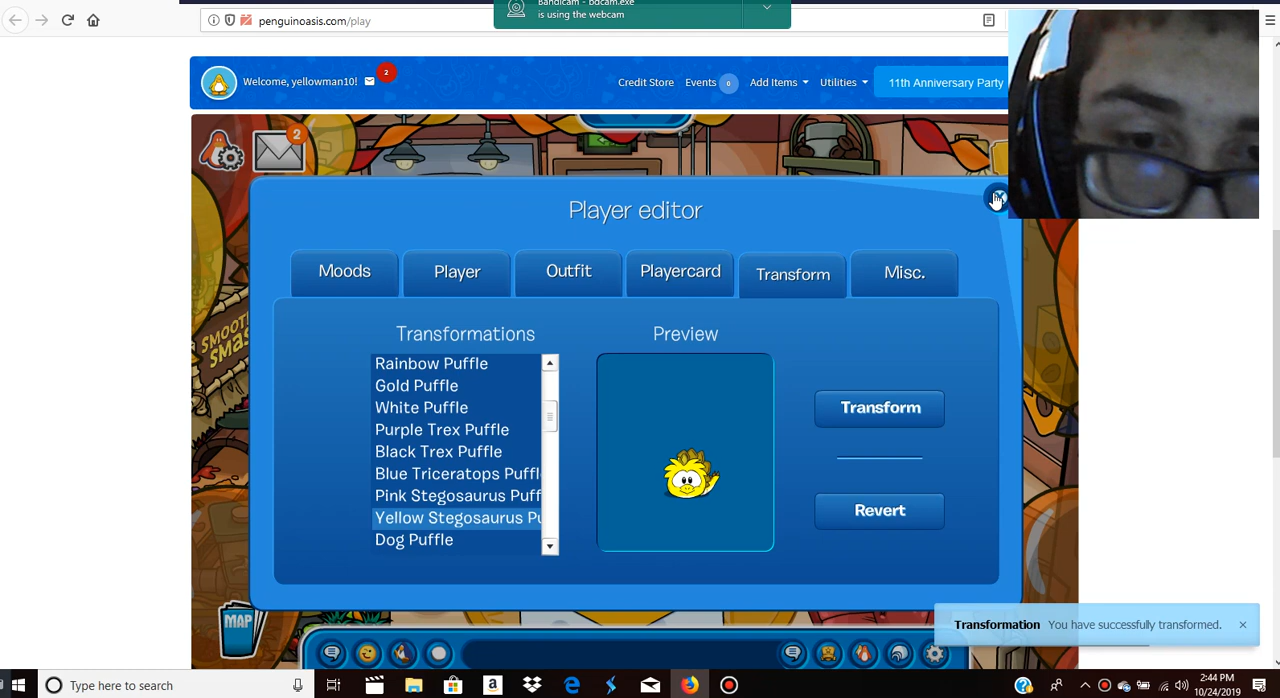 Bandicam - bdcam.exe
is using the webcam
penguinoasis.com/play
Welcome, yellowman10! 2
Credit Store Events 0 Add Items Utilities 11th Anniversary Party
2
Player editor
Moods Player Outfit Playercard Transform Misc.
Transformations Preview
Rainbow Puffle
Gold Puffle
White Puffle
Purple Trex Puffle
Black Trex Puffle
Blue Triceratops Puffl
Pink Stegosaurus Puff
Yellow Stegosaurus Pu
Dog Puffle
Transform
Revert
SMOOT
SMAS
MAP
Transformation You have successfully transformed.
Type here to search
2:44 PM
10/24/2019